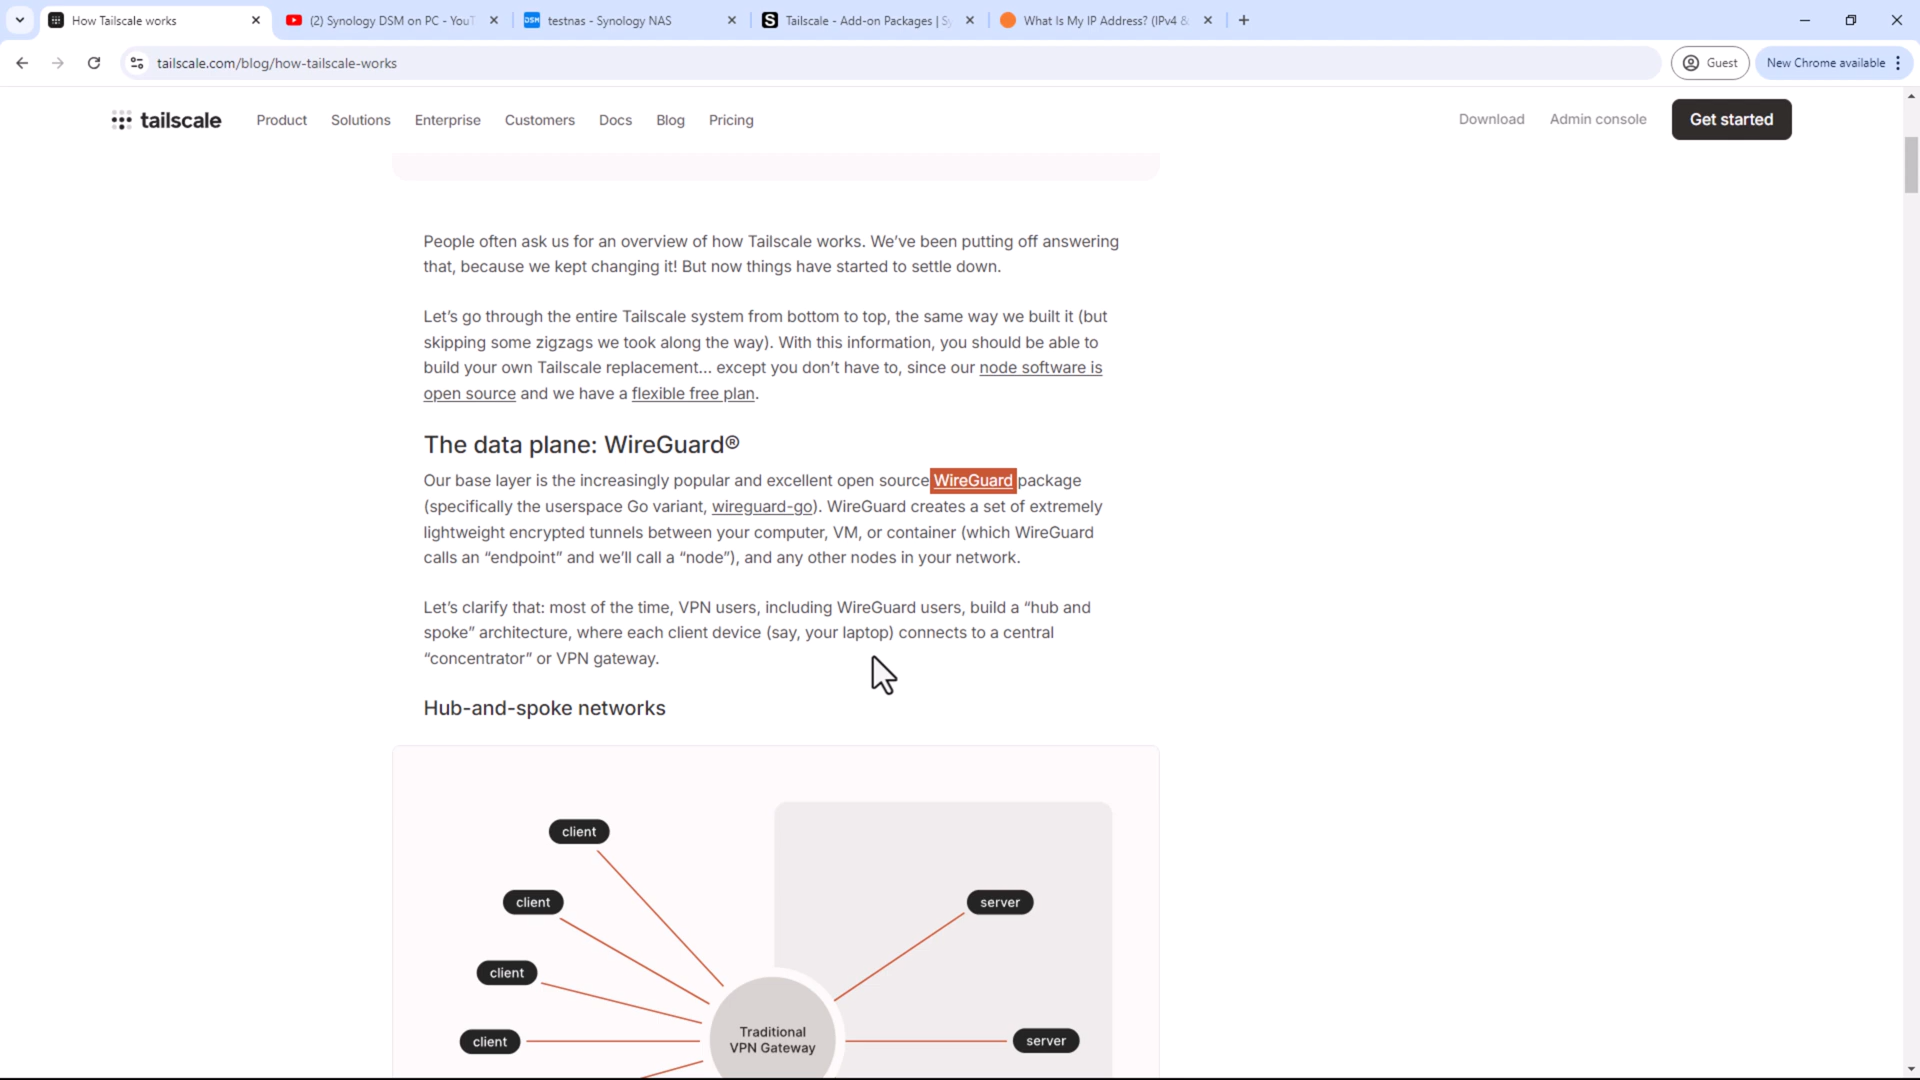 How Tailscale works
(2) Synology DSM on PC - YouT
DSM
testnas - Synology NAS
S
Tailscale - Add-on Packages | Sy
What Is My IP Address? (IPv4 &
tailscale.com/blog/how-tailscale-works
Guest
New Chrome available
tailscale
Product
Solutions
Enterprise
Customers
Docs
Blog
Pricing
Download
Admin console
Get started
People often ask us for an overview of how Tailscale works. We’ve been putting off answering
that, because we kept changing it! But now things have started to settle down.
Let’s go through the entire Tailscale system from bottom to top, the same way we built it (but
skipping some zigzags we took along the way). With this information, you should be able to
build your own Tailscale replacement… except you don’t have to, since our node software is
open source and we have a flexible free plan.
The data plane: WireGuard®
Our base layer is the increasingly popular and excellent open source WireGuard package
(specifically the userspace Go variant, wireguard-go). WireGuard creates a set of extremely
lightweight encrypted tunnels between your computer, VM, or container (which WireGuard
calls an “endpoint” and we’ll call a “node”), and any other nodes in your network.
Let’s clarify that: most of the time, VPN users, including WireGuard users, build a “hub and
spoke” architecture, where each client device (say, your laptop) connects to a central
“concentrator” or VPN gateway.
Hub-and-spoke networks
client
client
server
client
client
Traditional
VPN Gateway
server